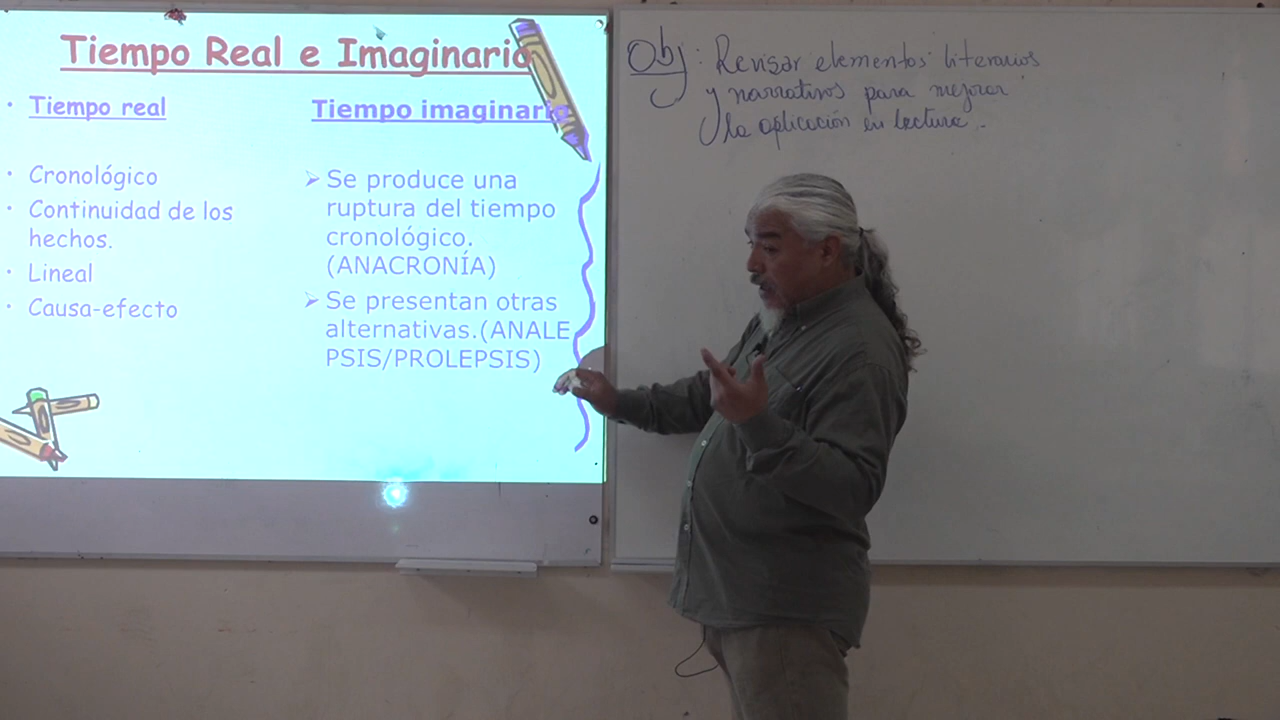 Tiempo Real e Imaginario
• Tiempo real
• Cronológico
• Continuidad de los
hechos.
• Lineal
• Causa-efecto
Tiempo imaginario
➢ Se produce una
ruptura del tiempo
cronológico.
(ANACRONÍA)
➢ Se presentan otras
alternativas.(ANALE
PSIS/PROLEPSIS)
Obj: Revisar elementos literarios
y narrativos para mejorar
la aplicación en lectura.